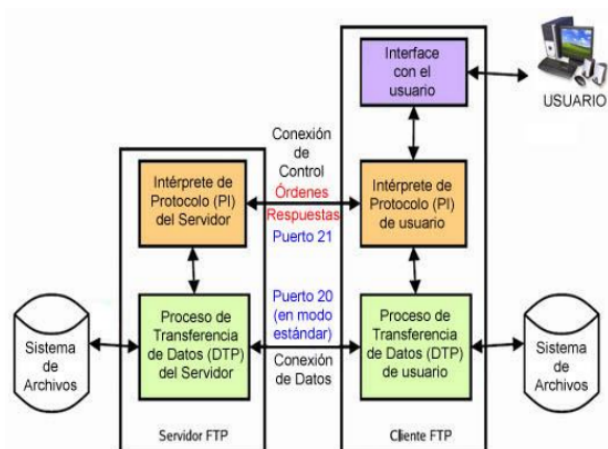 Interface
con el
usuario
USUARIO
Conexión
de
Control
Órdenes
Respuestas
Puerto 21
Intérprete de
Protocolo (PI)
del Servidor
Intérprete de
Protocolo (PI)
de usuario
Puerto 20
(en modo
estándar)
Conexión
de Datos
Sistema
de
Archivos
Proceso de
Transferencia
de Datos (DTP)
del Servidor
Proceso de
Transferencia
de Datos (DTP)
de usuario
Sistema
de
Archivos
Servidor FTP
Cliente FTP